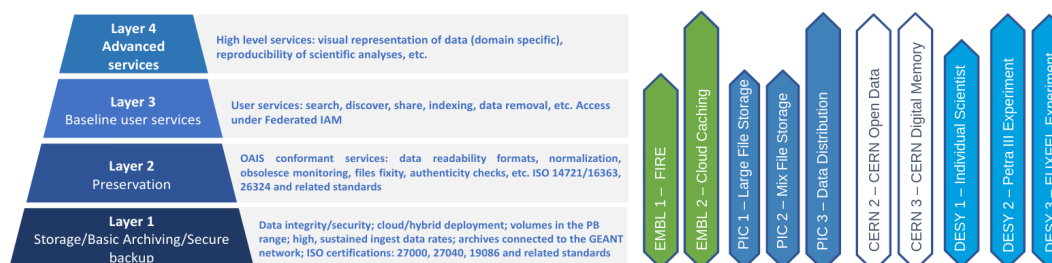 Layer 4
Advanced
services
High level services: visual representation of data (domain specific),
reproducibility of scientific analyses, etc.
Layer 3
Baseline user services
User services: search, discover, share, indexing, data removal, etc. Access
under Federated IAM
Layer 2
Preservation
OAIS conformant services: data readability formats, normalization,
obsolesce monitoring, files fixity, authenticity checks, etc. ISO 14721/16363,
26324 and related standards
Layer 1
Storage/Basic Archiving/Secure
backup
Data integrity/security; cloud/hybrid deployment; volumes in the PB
range; high, sustained ingest data rates; archives connected to the GEANT
network; ISO certifications: 27000, 27040, 19086 and related standards
EMBL 1 – FIRE
EMBL 2 – Cloud Caching
PIC 1 – Large File Storage
PIC 2 – Mix File Storage
PIC 3 – Data Distribution
CERN 2 – CERN Open Data
CERN 3 – CERN Digital Memory
DESY 1 – Individual Scientist
DESY 2 – Petra III Experiment
DESY 3 – EUXFEL Experiment